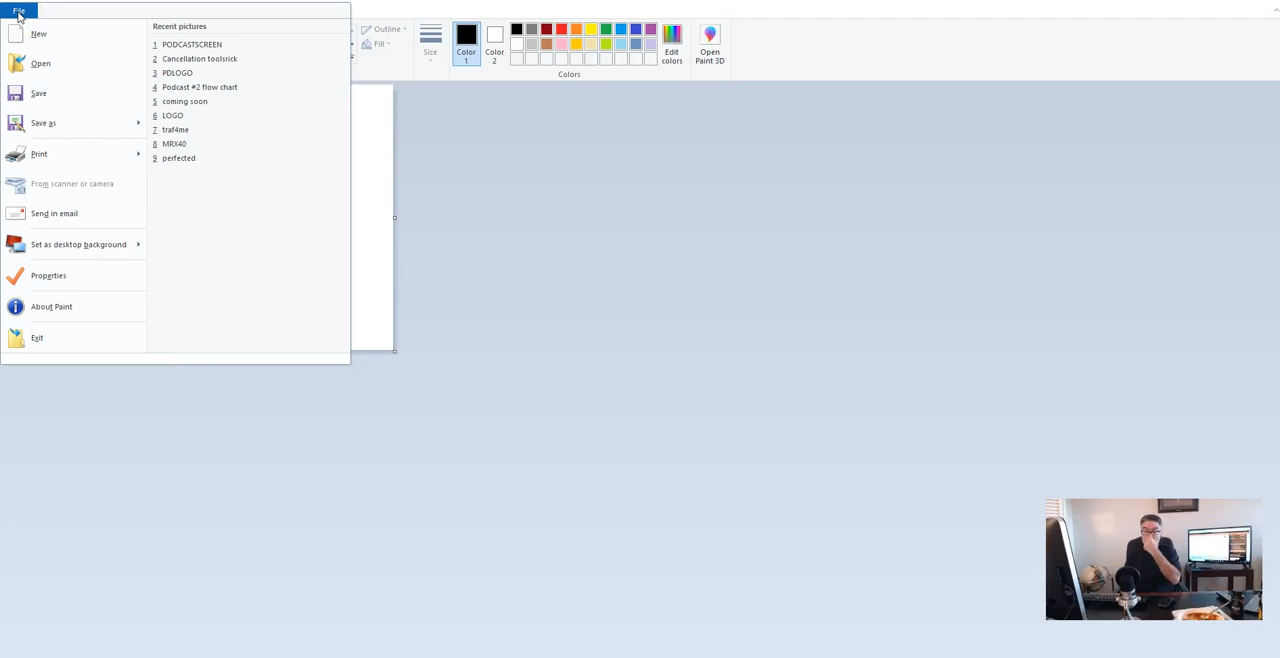 File
New
Open
Save
Save as
Print
From scanner or camera
Send in email
Set as desktop background
Properties
About Paint
Exit
Recent pictures
1 PODCASTSCREEN
2 Cancellation toolsrick
3 PDLOGO
4 Podcast #2 flow chart
5 coming soon
6 LOGO
7 traf4me
8 MRX40
9 perfected
Outline
Fill
Size
Color
1
Color
2
Edit
colors
Open
Paint 3D
Colors